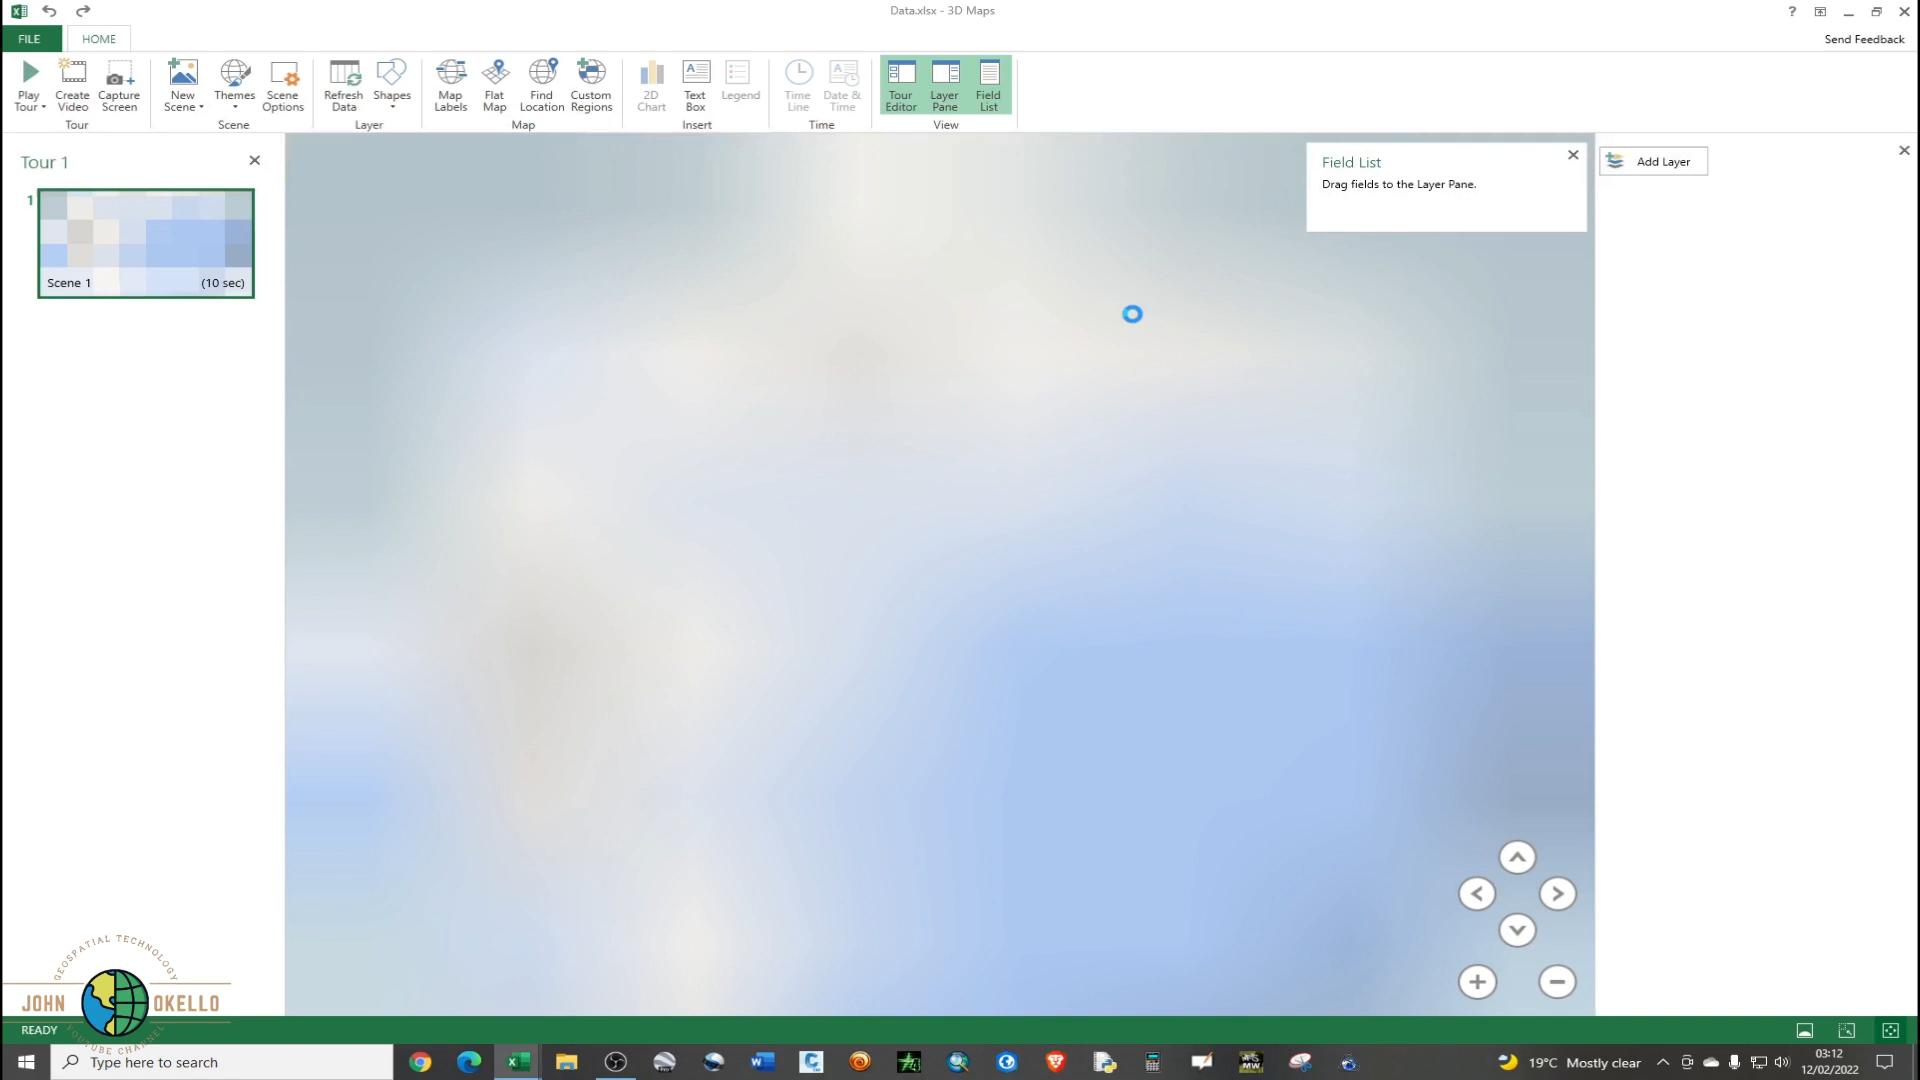 Data.xlsx - 3D Maps
?
FILE
HOME
Send Feedback
Play Tour
Create Video
Capture Screen
New Scene
Themes
Scene Options
Refresh Data
Shapes
Map Labels
Flat Map
Find Location
Custom Regions
2D Chart
Text Box
Legend
Time Line
Date & Time
Tour Editor
Layer Pane
Field List
Tour
Scene
Layer
Map
Insert
Time
View
Tour 1
1
Scene 1
(10 sec)
Field List
Drag fields to the Layer Pane.
Add Layer
GEOSPATIAL TECHNOLOGY
JOHN OKELLO
YOUTUBE CHANNEL
READY
Type here to search
19°C Mostly clear
03:12
12/02/2022